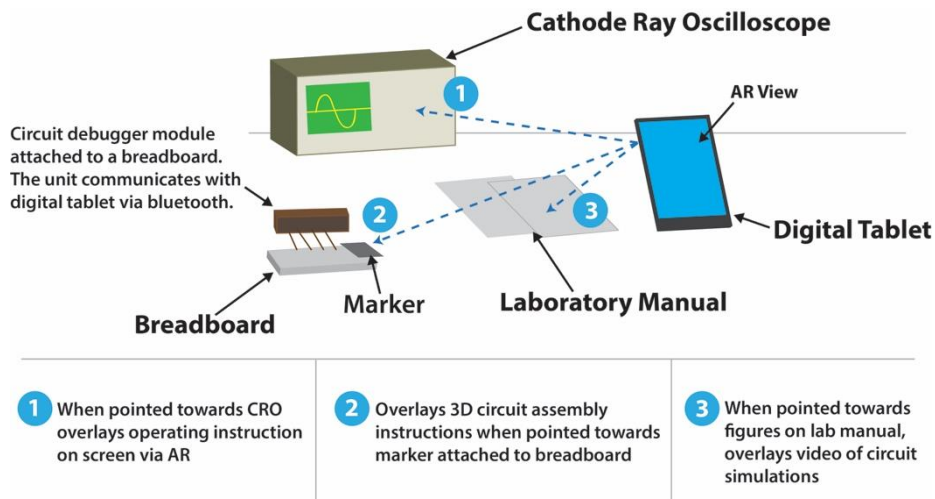 Cathode Ray Oscilloscope
1
AR View
Circuit debugger module
attached to a breadboard.
The unit communicates with
digital tablet via bluetooth.
2
3
Digital Tablet
Marker
Laboratory Manual
Breadboard
1 When pointed towards CRO
overlays operating instruction
on screen via AR
2 Overlays 3D circuit assembly
instructions when pointed towards
marker attached to breadboard
3 When pointed towards
figures on lab manual,
overlays video of circuit
simulations